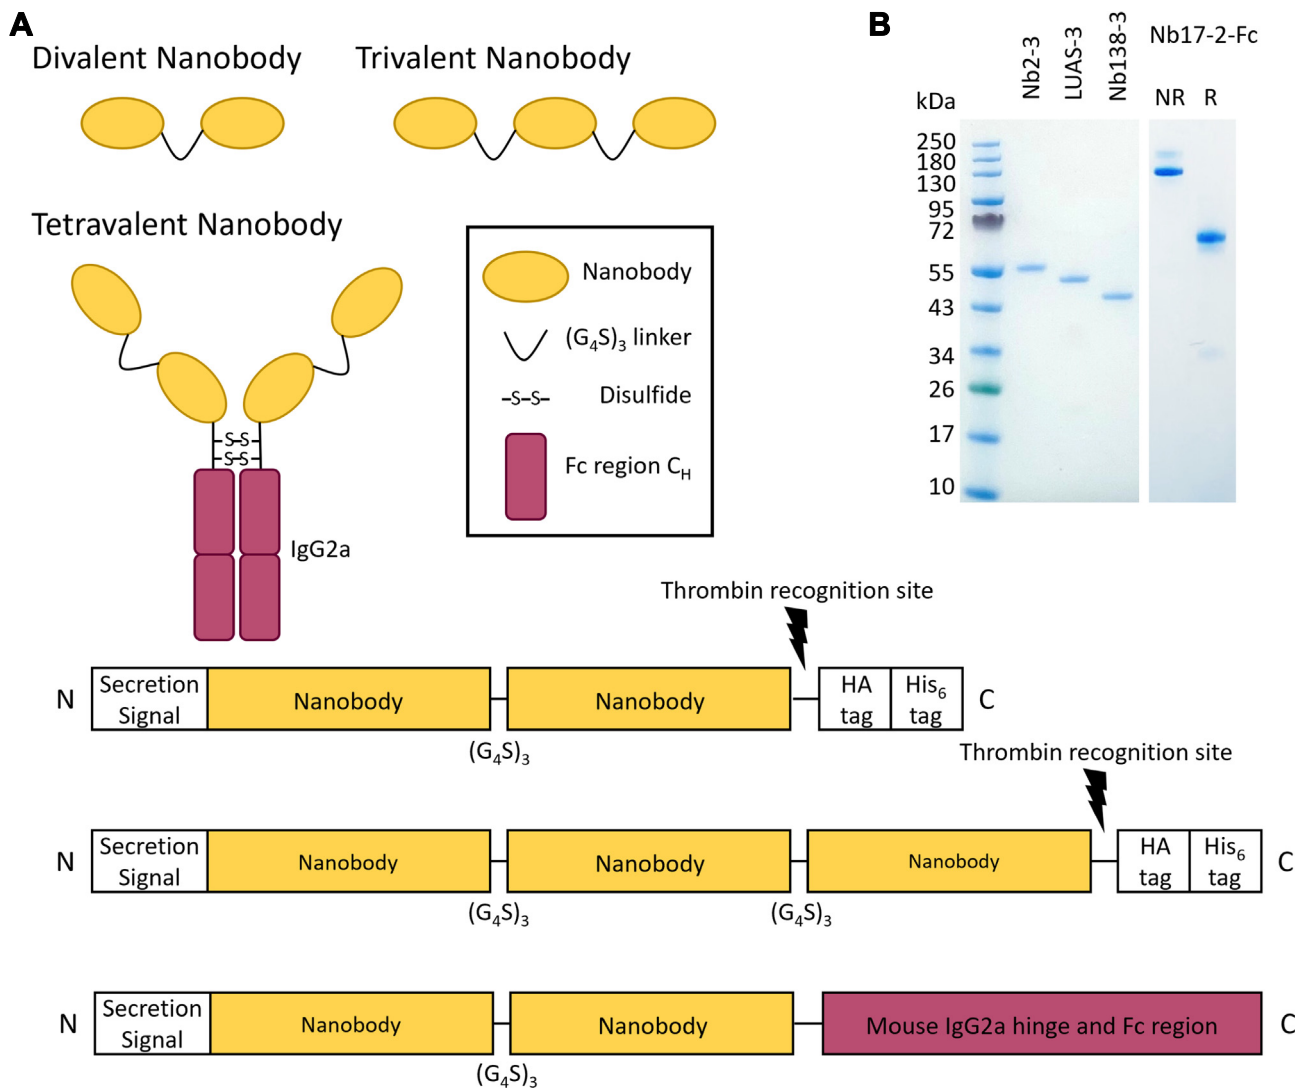 A
Divalent Nanobody
Trivalent Nanobody
Tetravalent Nanobody
S-S
S-S
IgG2a
Nanobody
(G4S)3 linker
-S-S-
Disulfide
Fc region CH
B
Nb2-3
LUAS-3
Nb138-3
Nb17-2-Fc
kDa
NR
R
250
180
130
95
72
55
43
34
26
17
10
Thrombin recognition site
N
Secretion
Signal
Nanobody
Nanobody
HA
tag
His6
tag
C
(G4S)3
Thrombin recognition site
N
Secretion
Signal
Nanobody
Nanobody
Nanobody
HA
tag
His6
tag
C
(G4S)3
(G4S)3
N
Secretion
Signal
Nanobody
Nanobody
Mouse IgG2a hinge and Fc region
C
(G4S)3